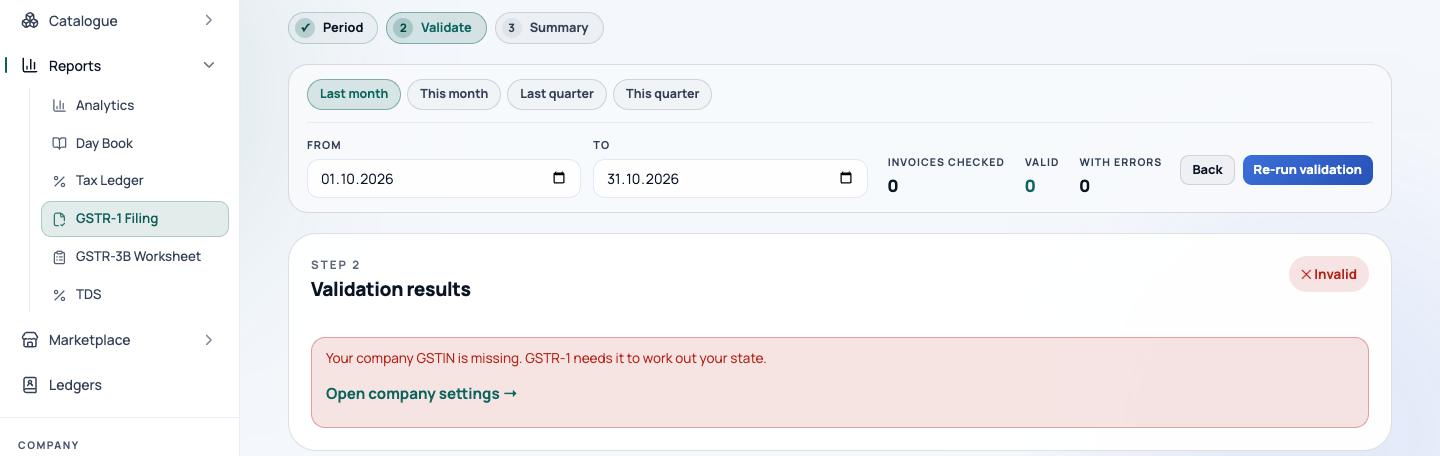 Catalogue
Reports
Analytics
Day Book
Tax Ledger
GSTR-1 Filing
GSTR-3B Worksheet
TDS
Marketplace
Ledgers
COMPANY
✓ Period 2 Validate 3 Summary
Last month This month Last quarter This quarter
FROM TO
01.10.2026 31.10.2026
INVOICES CHECKED VALID WITH ERRORS
0 0 0
Back Re-run validation
STEP 2
Validation results
✕ Invalid
Your company GSTIN is missing. GSTR-1 needs it to work out your state.
Open company settings →